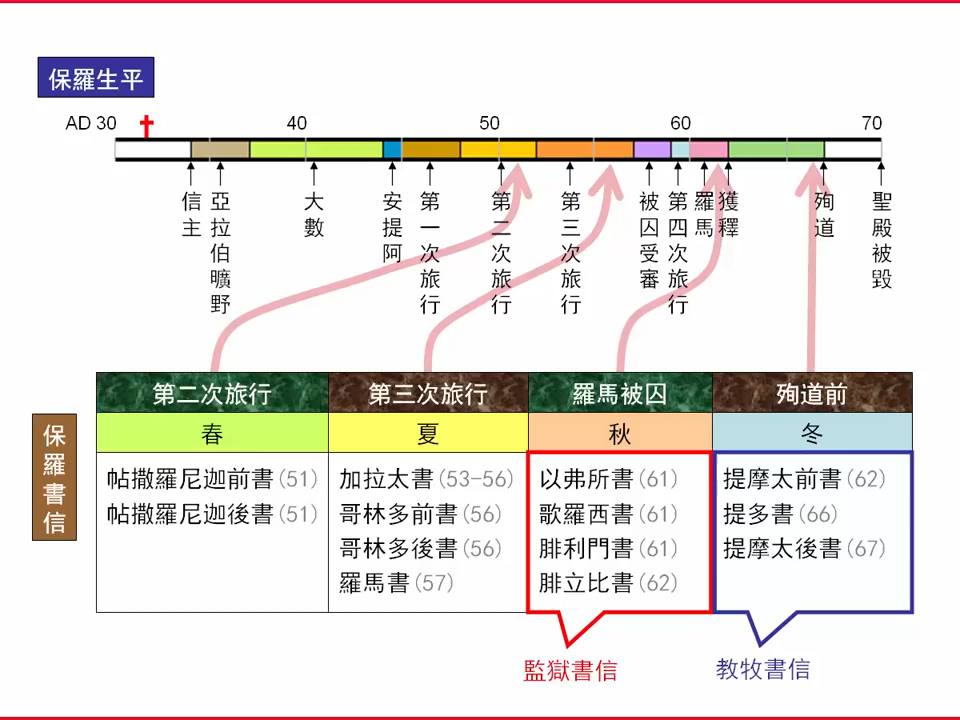 保羅生平
AD 30
40
50
60
70
信主
亞拉伯曠野
大數
安提阿
第一次旅行
第二次旅行
第三次旅行
被囚受審
第四次旅行
羅馬
獲釋
殉道
聖殿被毀
保羅書信
第二次旅行
第三次旅行
羅馬被囚
殉道前
春
夏
秋
冬
帖撒羅尼迦前書(51)
帖撒羅尼迦後書(51)
加拉太書(53-56)
哥林多前書(56)
哥林多後書(56)
羅馬書(57)
以弗所書(61)
歌羅西書(61)
腓利門書(61)
腓立比書(62)
提摩太前書(62)
提多書(66)
提摩太後書(67)
監獄書信
教牧書信